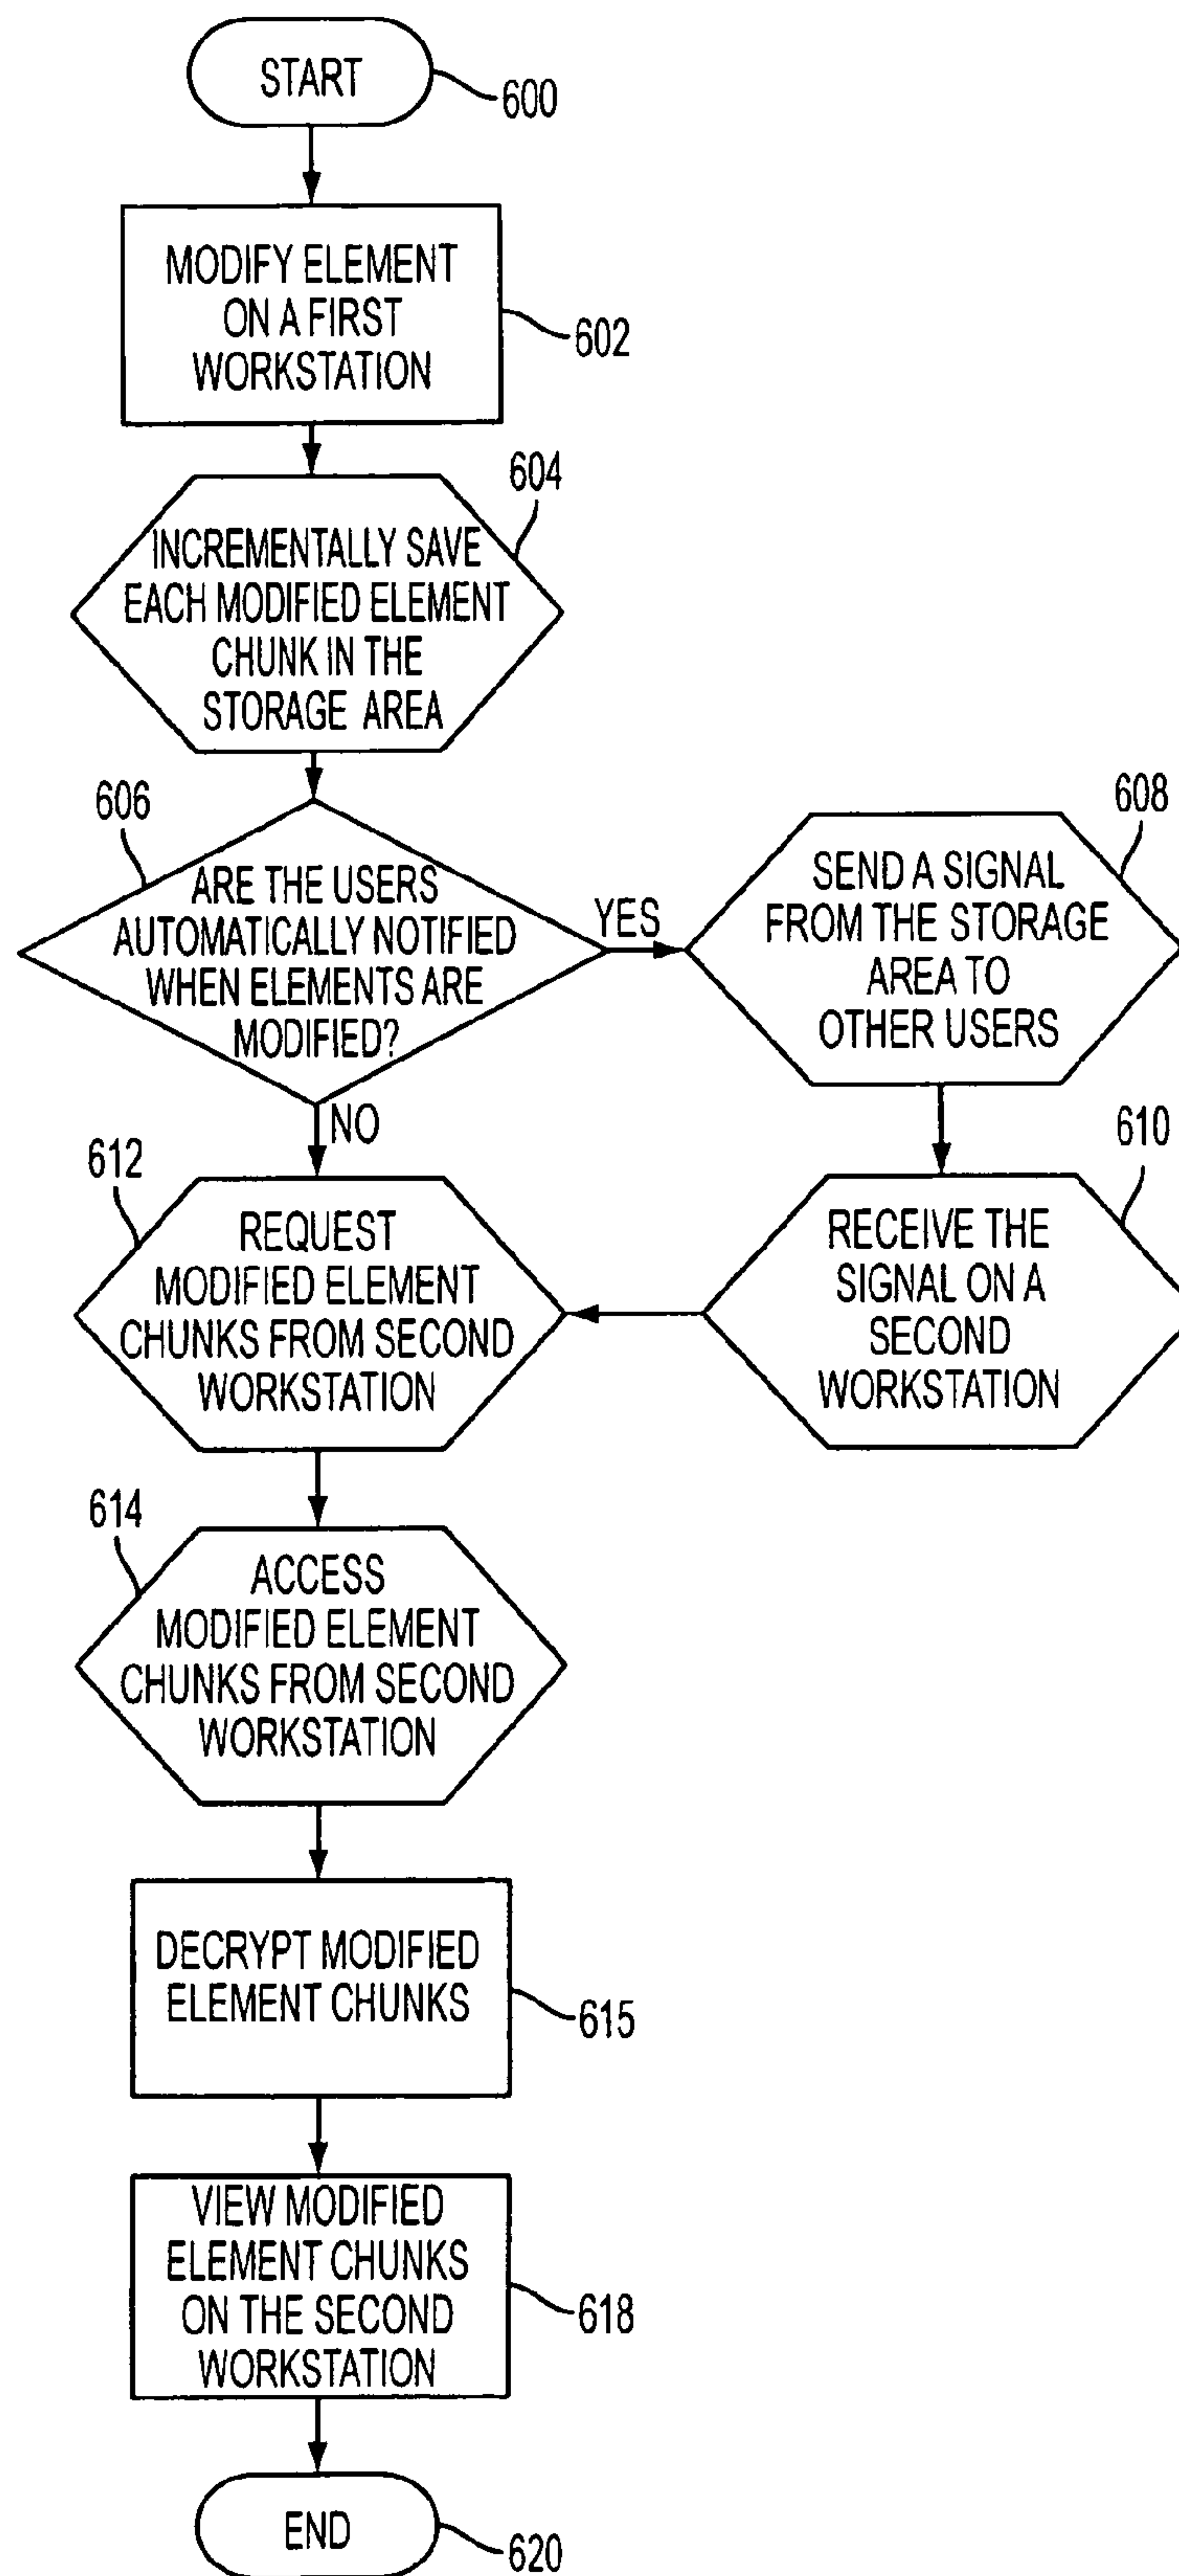 START
600
MODIFY ELEMENT
ON A FIRST
WORKSTATION
602
604
INCREMENTALLY SAVE
EACH MODIFIED ELEMENT
CHUNK IN THE
STORAGE AREA
606
ARE THE USERS
AUTOMATICALLY NOTIFIED
WHEN ELEMENTS ARE
MODIFIED?
YES
608
SEND A SIGNAL
FROM THE STORAGE
AREA TO
OTHER USERS
NO
610
RECEIVE THE
SIGNAL ON A
SECOND
WORKSTATION
612
REQUEST
MODIFIED ELEMENT
CHUNKS FROM SECOND
WORKSTATION
614
ACCESS
MODIFIED ELEMENT
CHUNKS FROM SECOND
WORKSTATION
DECRYPT MODIFIED
ELEMENT CHUNKS
615
VIEW MODIFIED
ELEMENT CHUNKS
ON THE SECOND
WORKSTATION
618
END
620